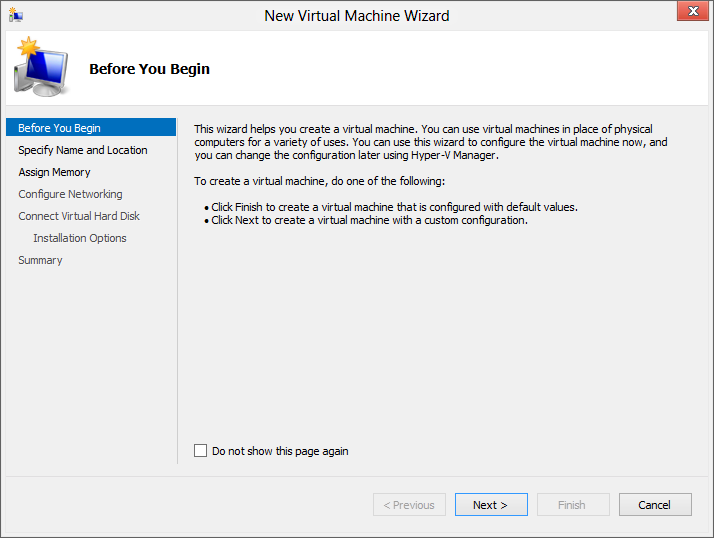 New Virtual Machine Wizard
Before You Begin
Before You Begin
Specify Name and Location
Assign Memory
Configure Networking
Connect Virtual Hard Disk
Installation Options
Summary
This wizard helps you create a virtual machine. You can use virtual machines in place of physical
computers for a variety of uses. You can use this wizard to configure the virtual machine now, and
you can change the configuration later using Hyper-V Manager.
To create a virtual machine, do one of the following:
• Click Finish to create a virtual machine that is configured with default values.
• Click Next to create a virtual machine with a custom configuration.
Do not show this page again
< Previous
Next >
Finish
Cancel